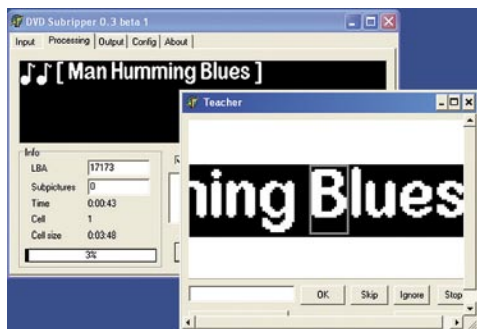 DVD Subripper 0.3 beta 1
Input Processing Output Config About
♪♪ [ Man Humming Blues ]
Teacher
Info
LBA 17173
Subpictures 0
Time 0:00:43
Cell 1
Cell size 0:03:48
3%
ning Blues
OK Skip Ignore Stop